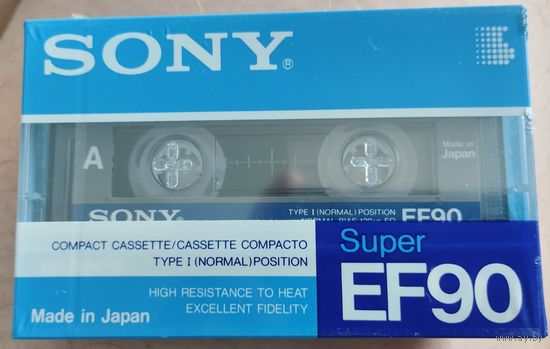 SONY®
A
Made in
Japan
SONY
TYPE I (NORMAL) POSITION
EF90
COMPACT CASSETTE/CASSETTE COMPACTO
TYPE I (NORMAL) POSITION
HIGH RESISTANCE TO HEAT
EXCELLENT FIDELITY
Made in Japan
Super
EF90